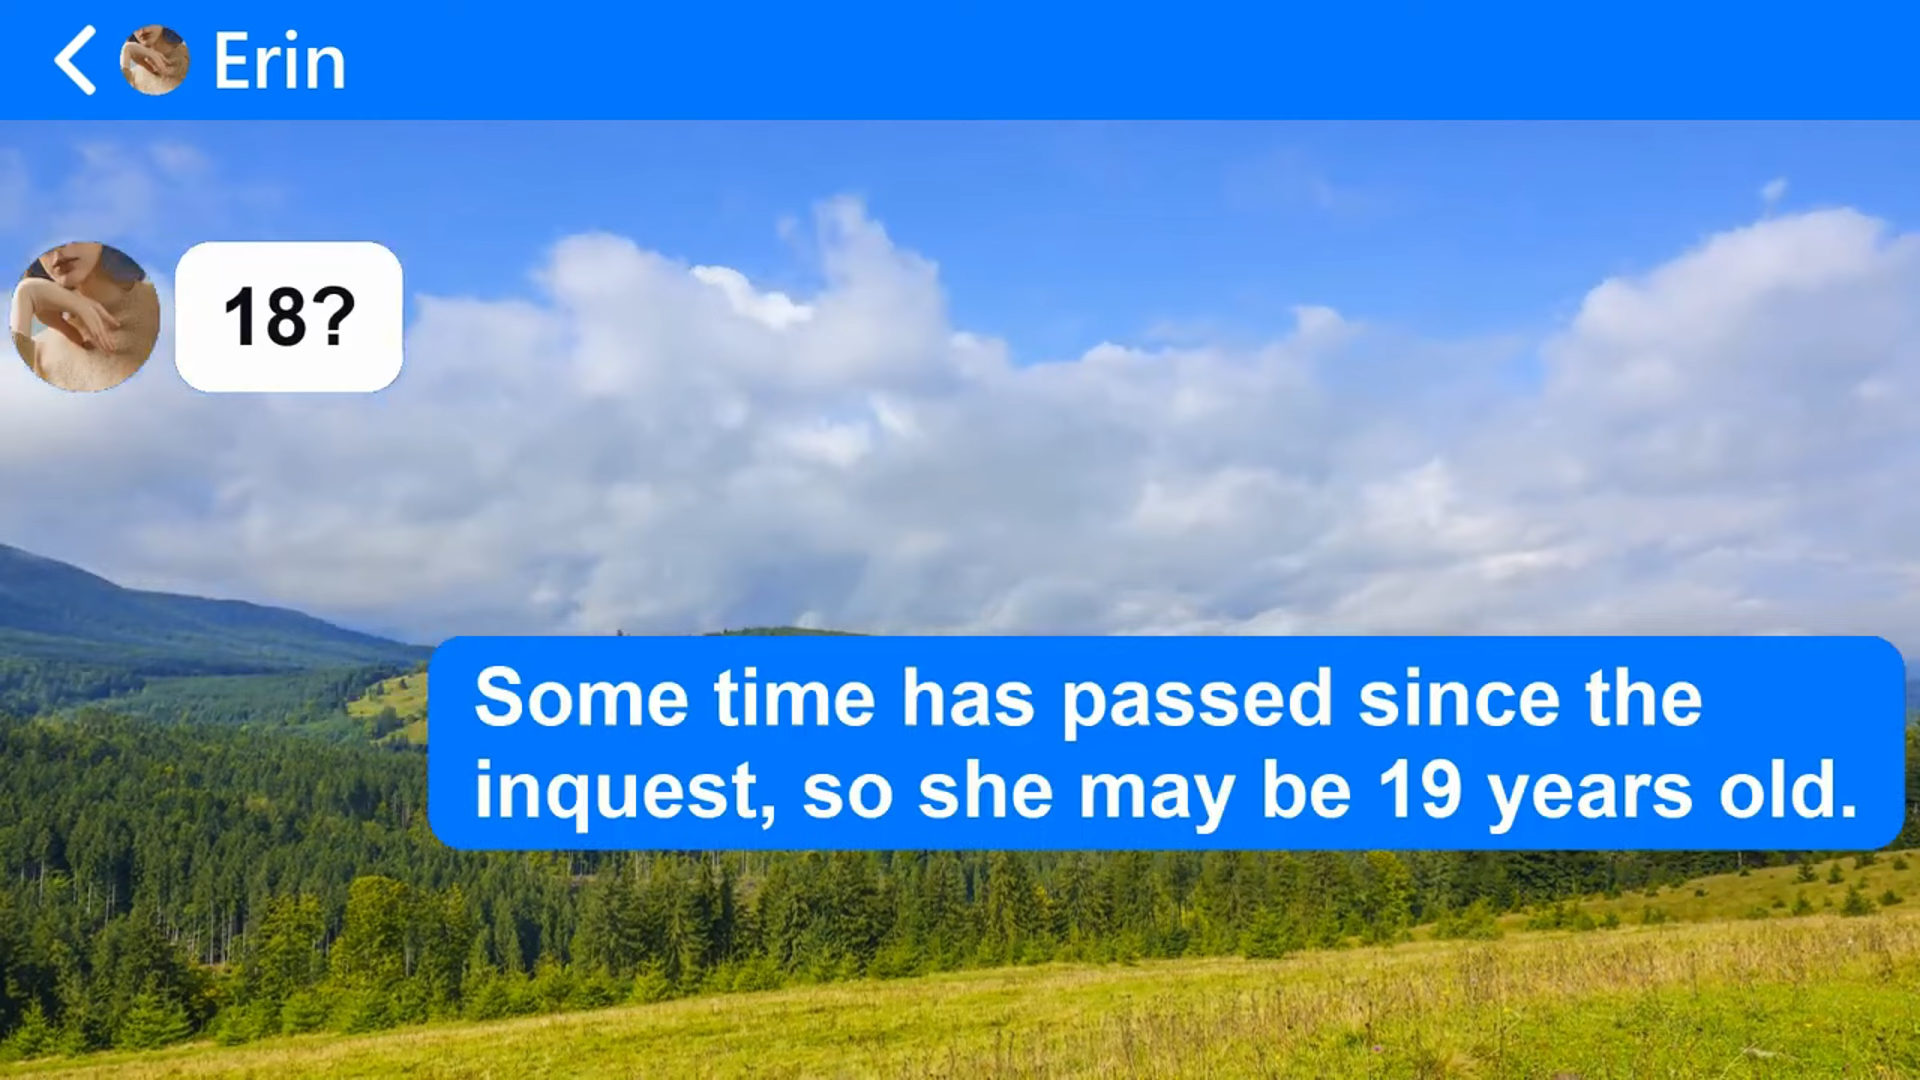 Erin
18?
Some time has passed since the
inquest, so she may be 19 years old.